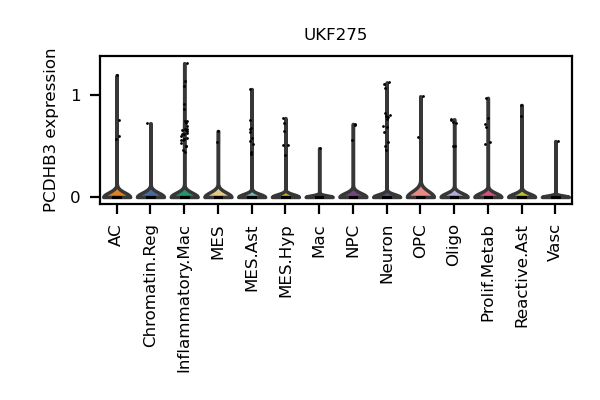 UKF275
PCDHB3 expression
1
0
AC
Chromatin.Reg
Inflammatory.Mac
MES
MES.Ast
MES.Hyp
Mac
NPC
Neuron
OPC
Oligo
Prolif.Metab
Reactive.Ast
Vasc